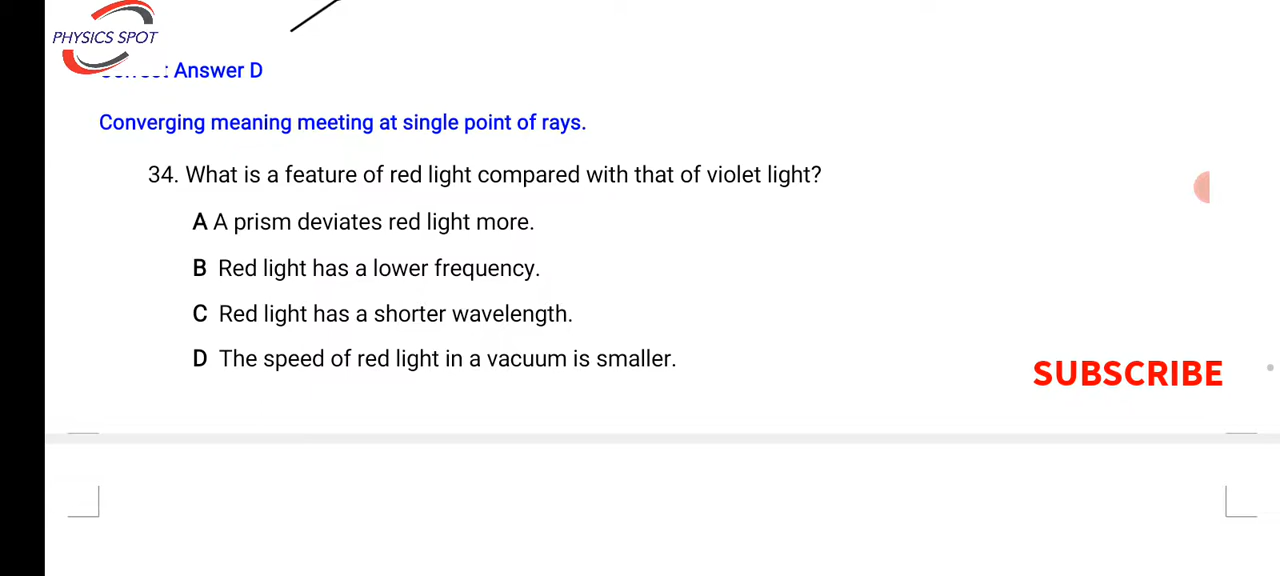 PHYSICS SPOT
: Answer D
Converging meaning meeting at single point of rays.
34. What is a feature of red light compared with that of violet light?
A A prism deviates red light more.
B Red light has a lower frequency.
C Red light has a shorter wavelength.
D The speed of red light in a vacuum is smaller.
SUBSCRIBE